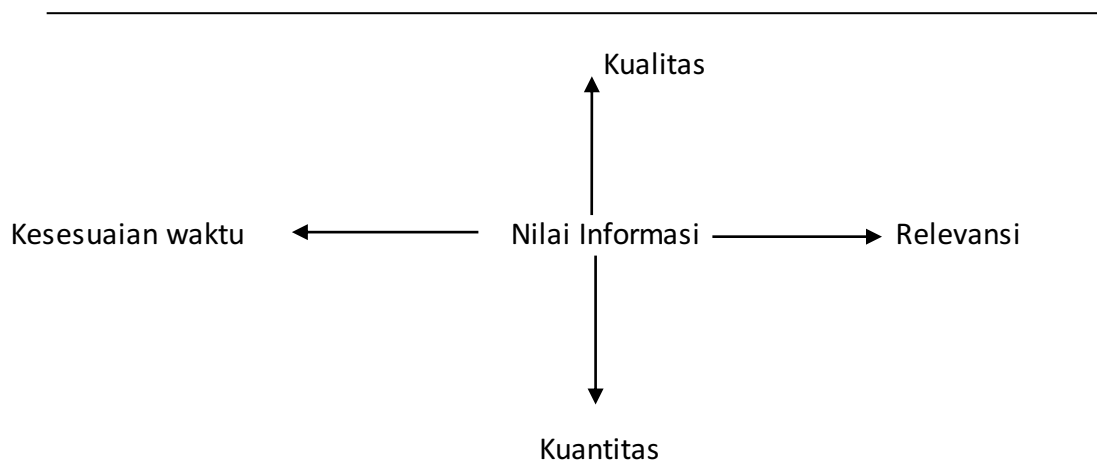 Kualitas
Kesesuaian waktu
Nilai Informasi
Relevansi
Kuantitas